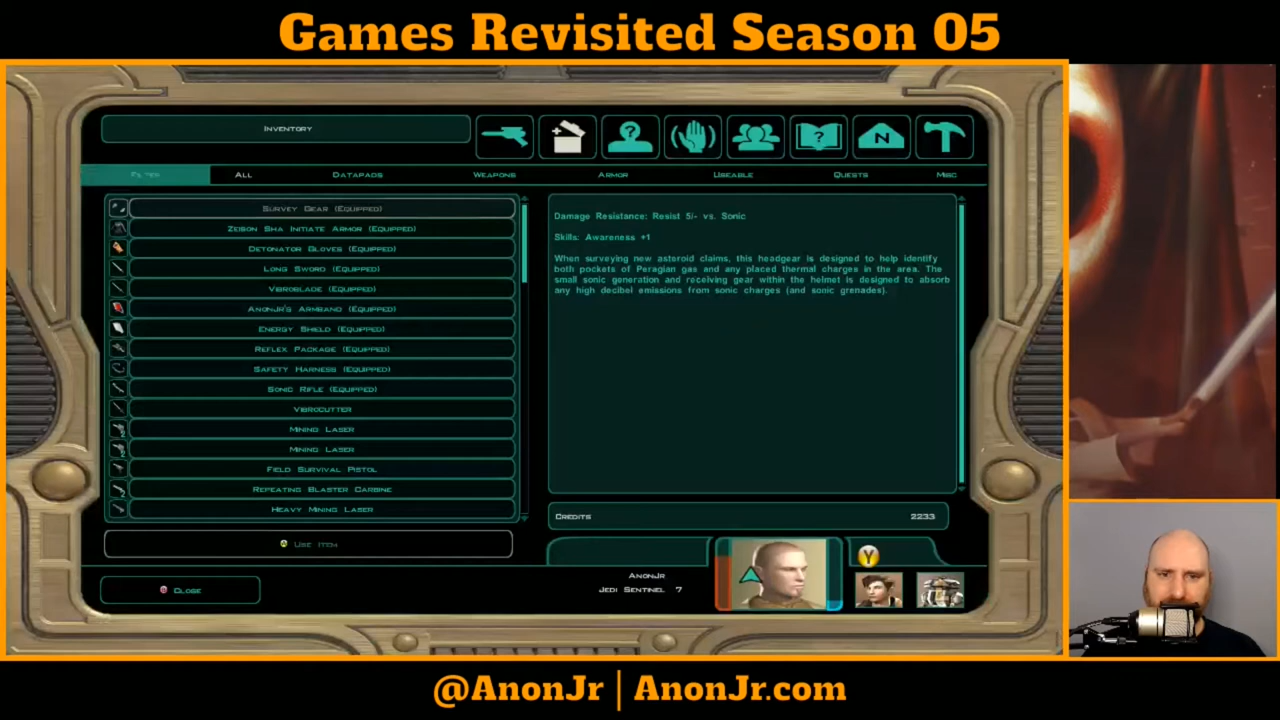 Games Revisited Season 05
Inventory
N
Filter
All
Datapads
Weapons
Armor
Useable
Quests
Misc
Survey Gear (Equipped)
Zeison Sha Initiate Armor (Equipped)
Detonator Gloves (Equipped)
Long Sword (Equipped)
Vibroblade (Equipped)
AnonJr's Armband (Equipped)
Energy Shield (Equipped)
Reflex Package (Equipped)
Safety Harness (Equipped)
Sonic Rifle (Equipped)
Vibrocutter
Mining Laser
Mining Laser
Field Survival Pistol
Repeating Blaster Carbine
Heavy Mining Laser
Damage Resistance: Resist 5/- vs. Sonic
Skills: Awareness +1
When surveying new asteroid claims, this headgear is designed to help identify
both pockets of Peragian gas and any placed thermal charges in the area. The
small sonic generation and receiving gear within the helmet is designed to absorb
any high decibel emissions from sonic charges (and sonic grenades).
Credits 2233
Use Item
Close
AnonJr
Jedi Sentinel 7
Y
@AnonJr | AnonJr.com